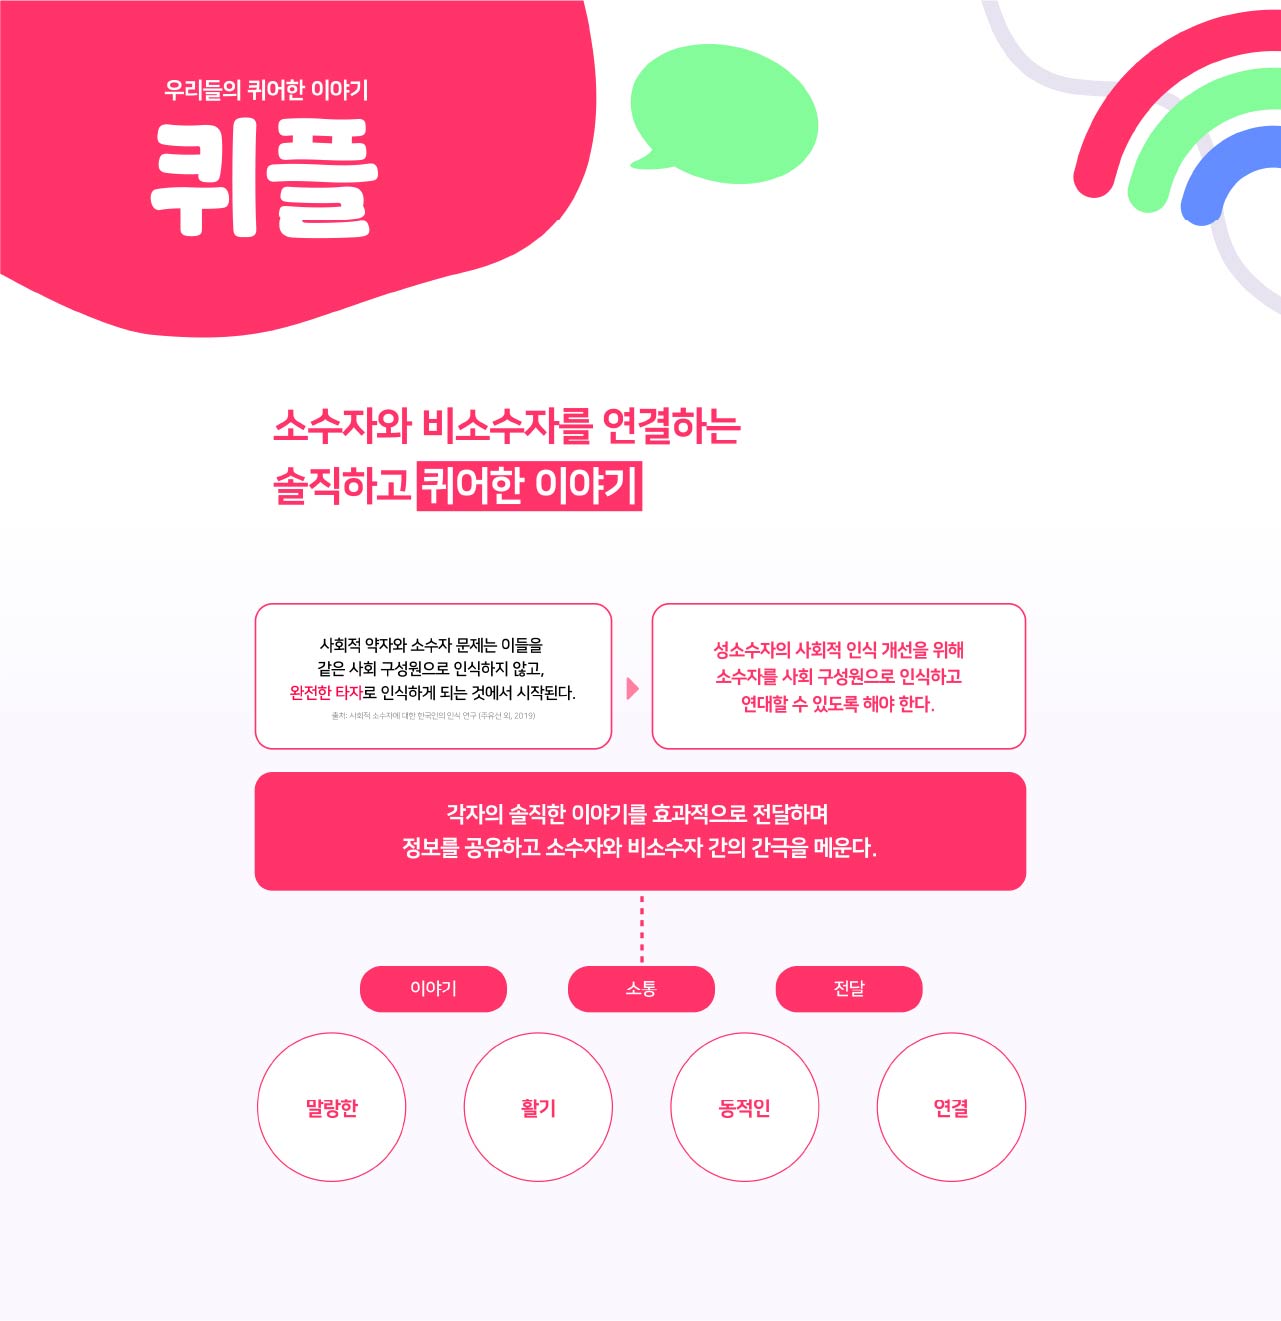 우리들의 퀴어한 이야기
퀴플
소수자와 비소수자를 연결하는
솔직하고 퀴어한 이야기
사회적 약자와 소수자 문제는 이들을
같은 사회 구성원으로 인식하지 않고,
완전한 타자로 인식하게 되는 것에서 시작된다.
출처: 사회적 소수자에 대한 한국인의 인식 연구 (주유선 외, 2019)
성소수자의 사회적 인식 개선을 위해
소수자를 사회 구성원으로 인식하고
연대할 수 있도록 해야 한다.
각자의 솔직한 이야기를 효과적으로 전달하며
정보를 공유하고 소수자와 비소수자 간의 간극을 메운다.
이야기
소통
전달
말랑한
활기
동적인
연결